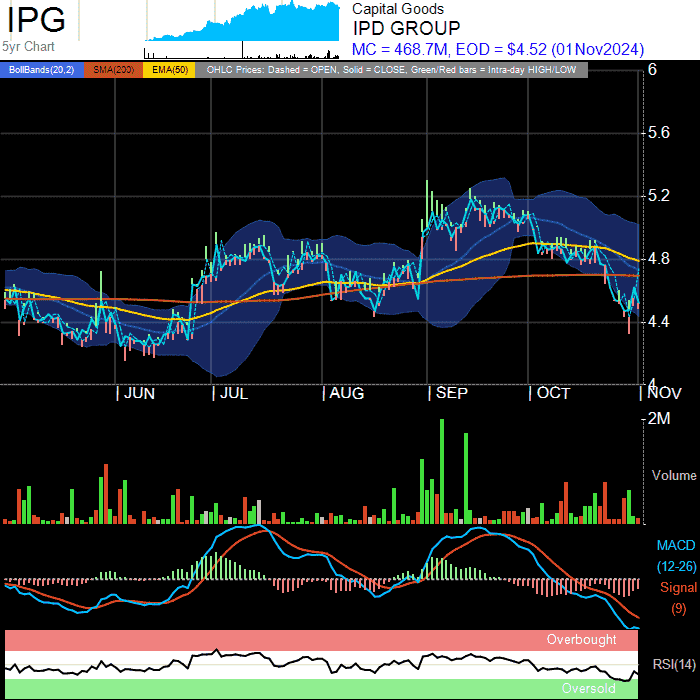 IPG
5yr Chart
Capital Goods
IPD GROUP
MC = 468.7M, EOD = $4.52 (01Nov2024)
BollBands(20,2) SMA(200) EMA(50) OHLC Prices: Dashed = OPEN, Solid = CLOSE, Green/Red bars = Intra-day HIGH/LOW
6
5.6
5.2
4.8
4.4
4
JUN JUL AUG SEP OCT NOV
2M
Volume
MACD
(12-26)
Signal
(9)
Overbought
RSI(14)
Oversold